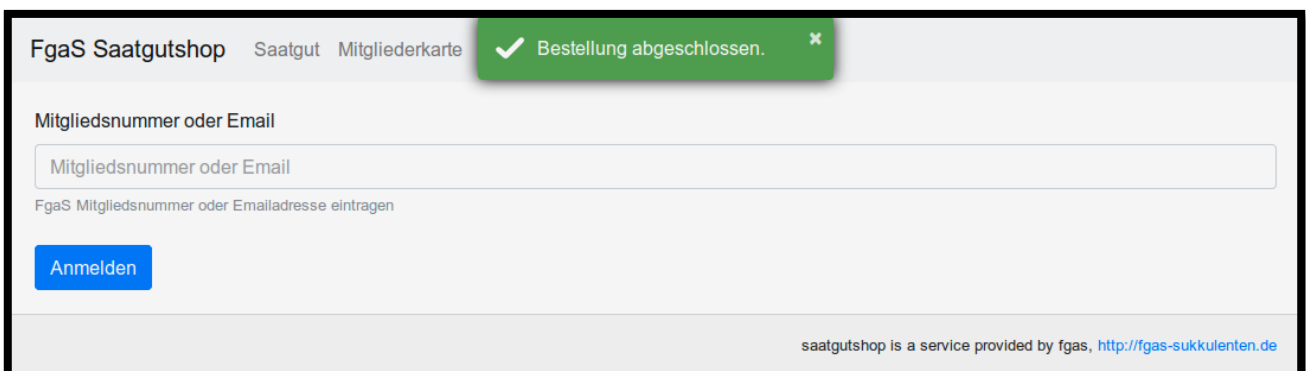 FgaS Saatgutshop Saatgut Mitgliederkarte Bestellung abgeschlossen. ×
Mitgliedsnummer oder Email
Mitgliedsnummer oder Email
FgaS Mitgliedsnummer oder Emailadresse eintragen
Anmelden
saatgutshop is a service provided by fgas, http://fgas-sukkulenten.de